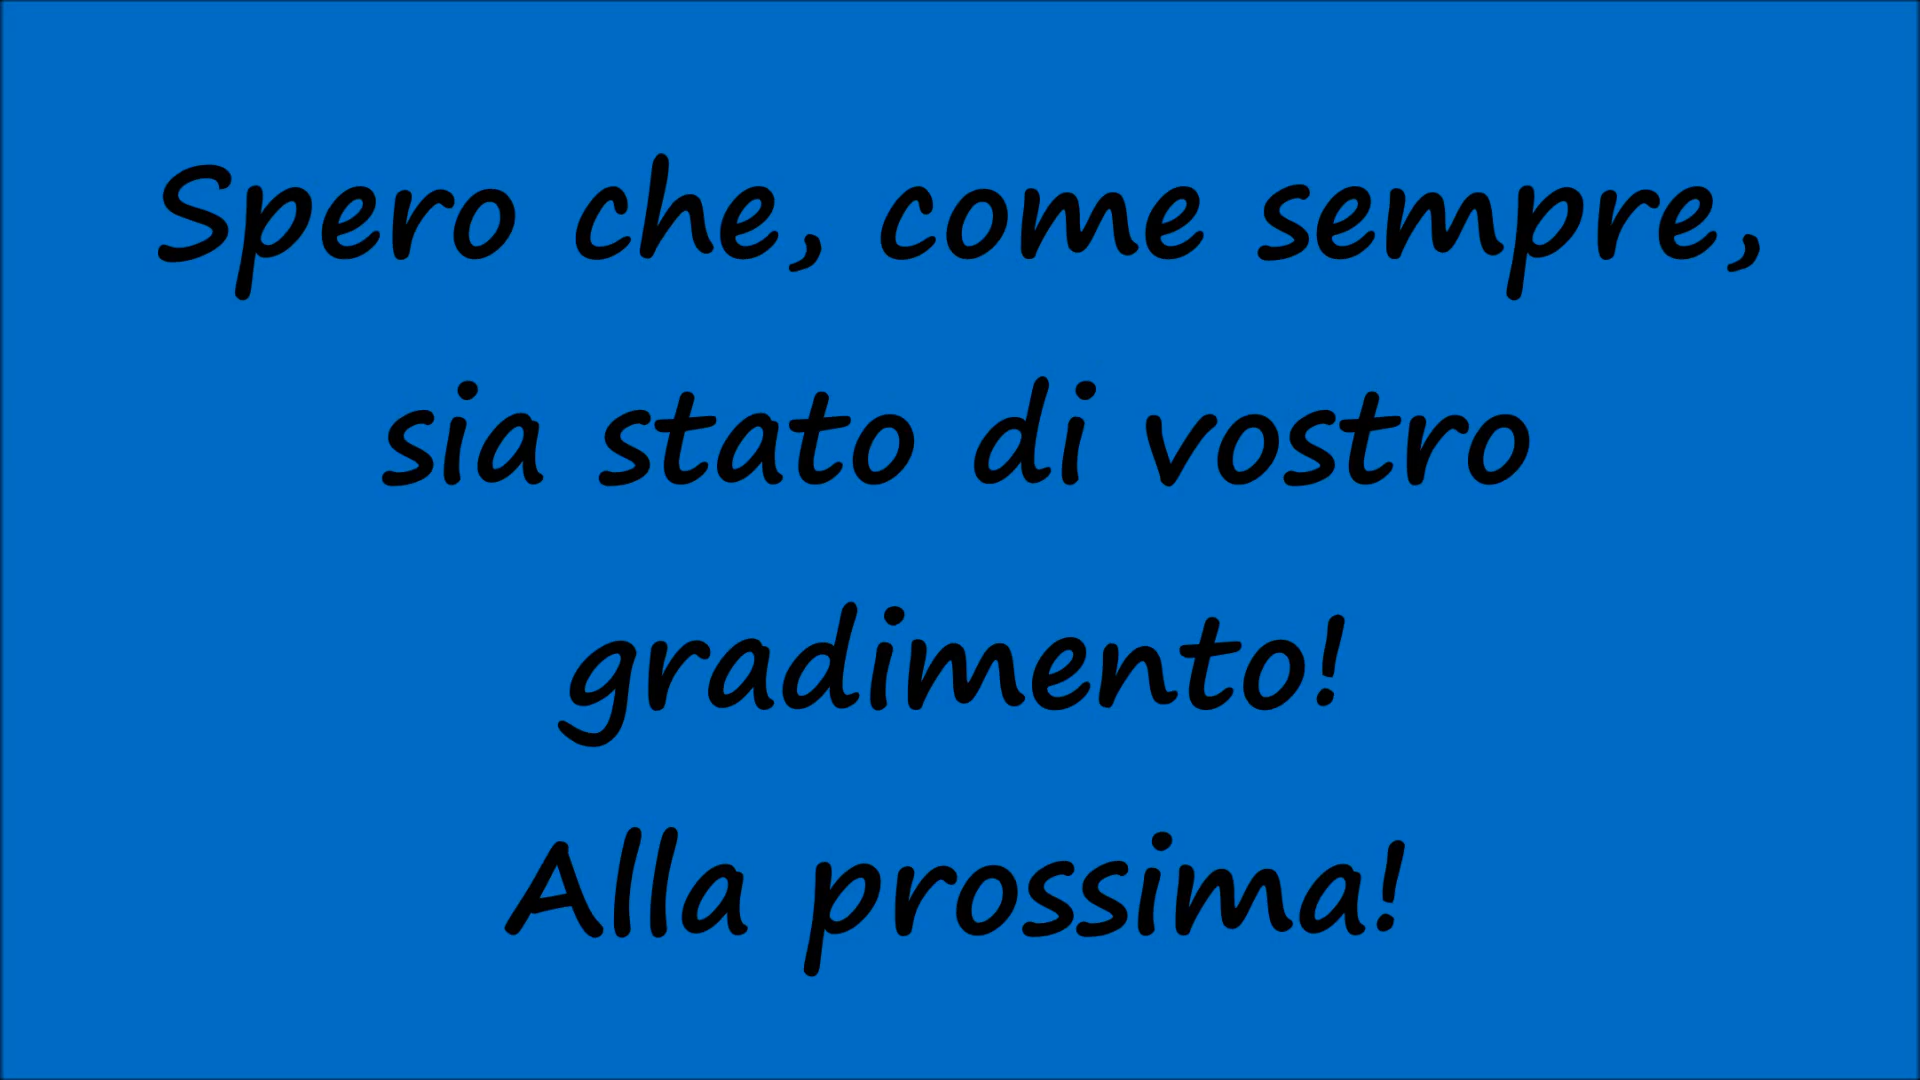 Spero che, come sempre,
sia stato di vostro
gradimento!
Alla prossima!